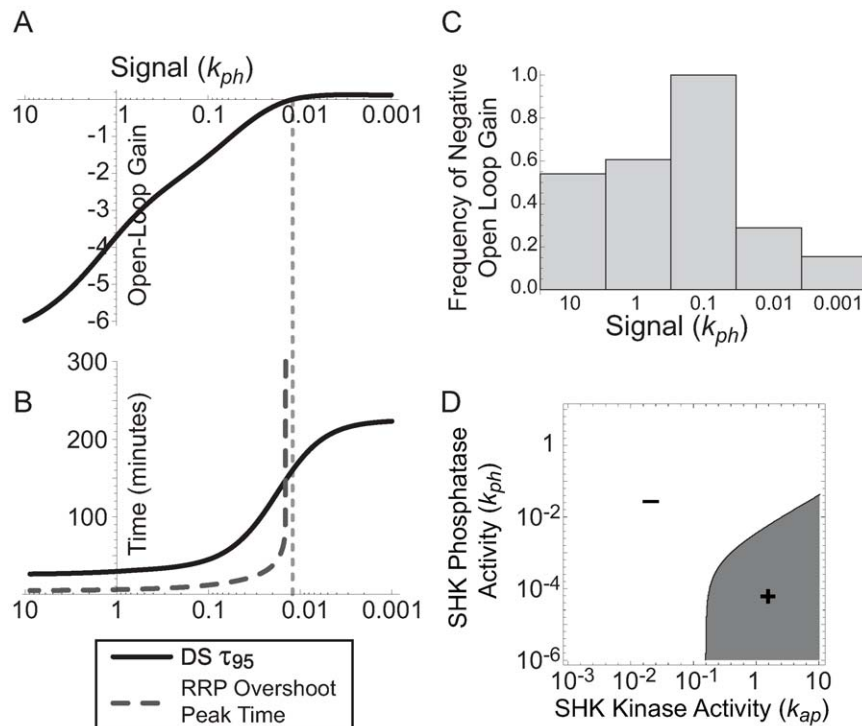 A
Signal (kph)
10 1 0.1 0.01 0.001
-1
-2
-3
-4
-5
-6
Open-Loop Gain
B
300
200
100
Time (minutes)
10 1 0.1 0.01 0.001
DS τ95
RRP Overshoot
Peak Time
C
Frequency of Negative
Open Loop Gain
1.0
0.8
0.6
0.4
0.2
0.0
10 1 0.1 0.01 0.001
Signal (kph)
D
SHK Phosphatase
Activity (kph)
1
10-2
10-4
10-6
−
+
10-3 10-2 10-1 1 10
SHK Kinase Activity (kap)